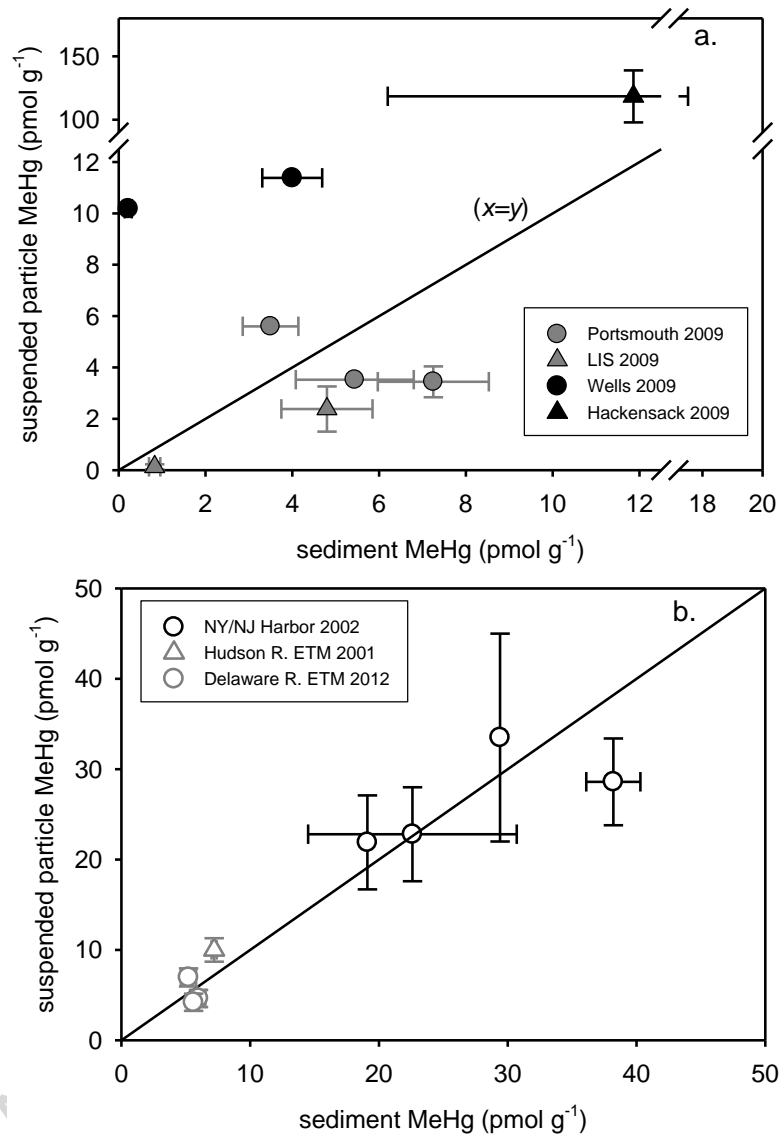 a.
150
100
12
10
8
6
4
2
0
suspended particle MeHg (pmol g-1)
(x=y)
Portsmouth 2009
LIS 2009
Wells 2009
Hackensack 2009
0 2 4 6 8 10 12 18 20
sediment MeHg (pmol g-1)
b.
50
40
30
20
10
0
suspended particle MeHg (pmol g-1)
NY/NJ Harbor 2002
Hudson R. ETM 2001
Delaware R. ETM 2012
0 10 20 30 40 50
sediment MeHg (pmol g-1)